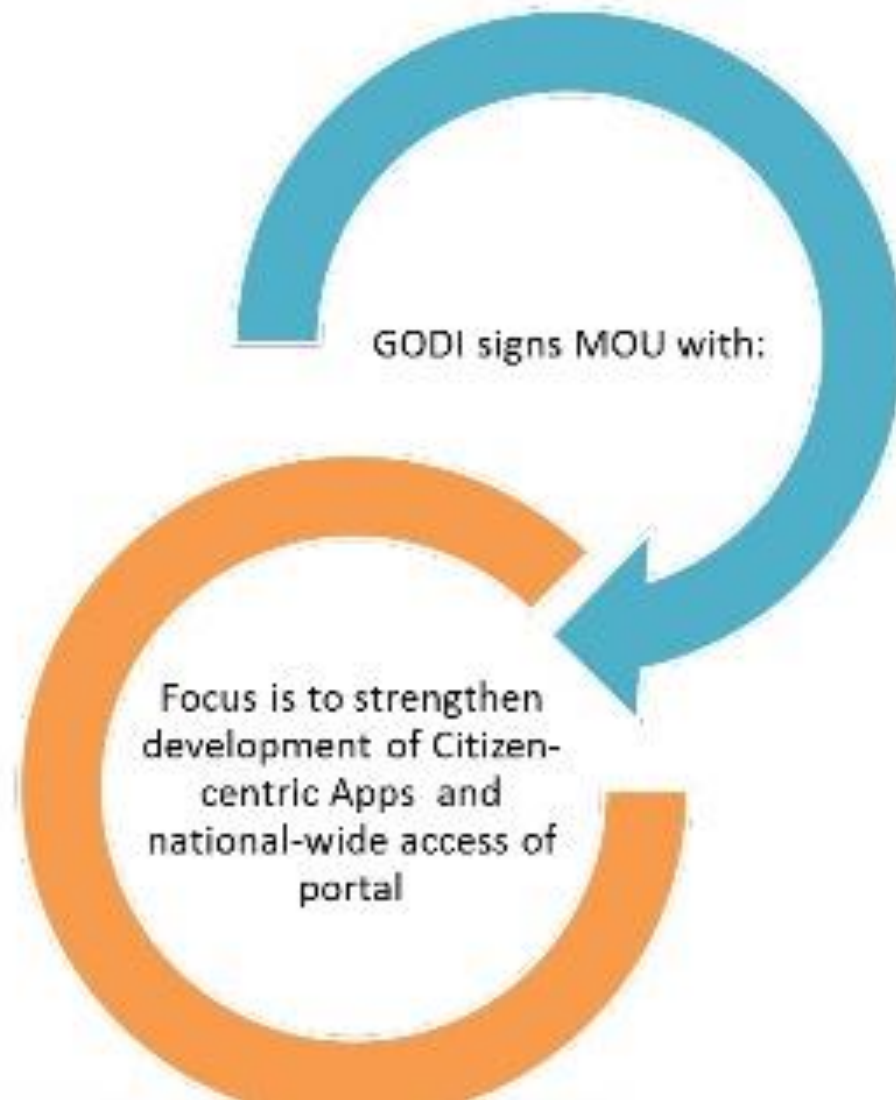 GODI signs MOU with:
Focus is to strengthen
development of Citizen-
centric Apps and
national-wide access of
portal